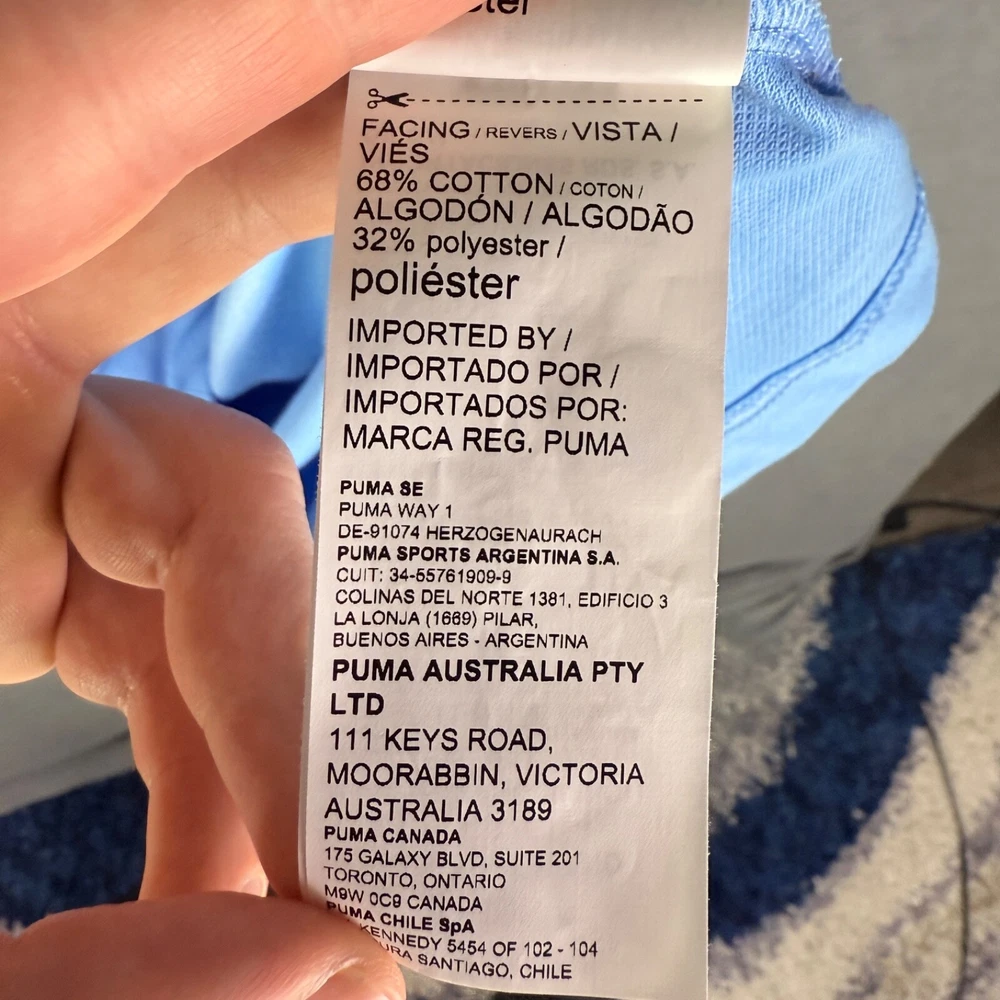 FACING / REVERS / VISTA /
VIÉS
68% COTTON / COTON /
ALGODÓN / ALGODÃO
32% polyester /
poliéster
IMPORTED BY /
IMPORTADO POR /
IMPORTADOS POR:
MARCA REG. PUMA
PUMA SE
PUMA WAY 1
DE-91074 HERZOGENAURACH
PUMA SPORTS ARGENTINA S.A.
CUIT: 34-55761909-9
COLINAS DEL NORTE 1381, EDIFICIO 3
LA LONJA (1669) PILAR,
BUENOS AIRES - ARGENTINA
PUMA AUSTRALIA PTY
LTD
111 KEYS ROAD,
MOORABBIN, VICTORIA
AUSTRALIA 3189
PUMA CANADA
175 GALAXY BLVD, SUITE 201
TORONTO, ONTARIO
M9W 0C9 CANADA
PUMA CHILE SpA
KENNEDY 5454 OF 102 - 104
SANTIAGO, CHILE